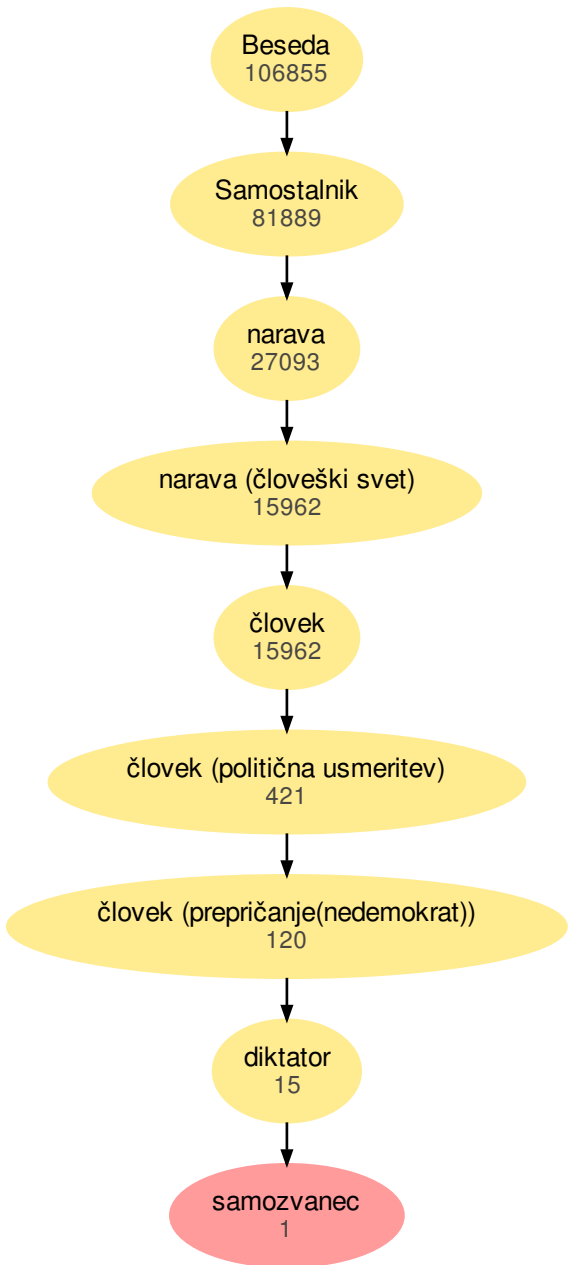 Beseda
106855
Samostalnik
81889
narava
27093
narava (človeški svet)
15962
človek
15962
človek (politična usmeritev)
421
človek (prepričanje(nedemokrat))
120
diktator
15
samozvanec
1